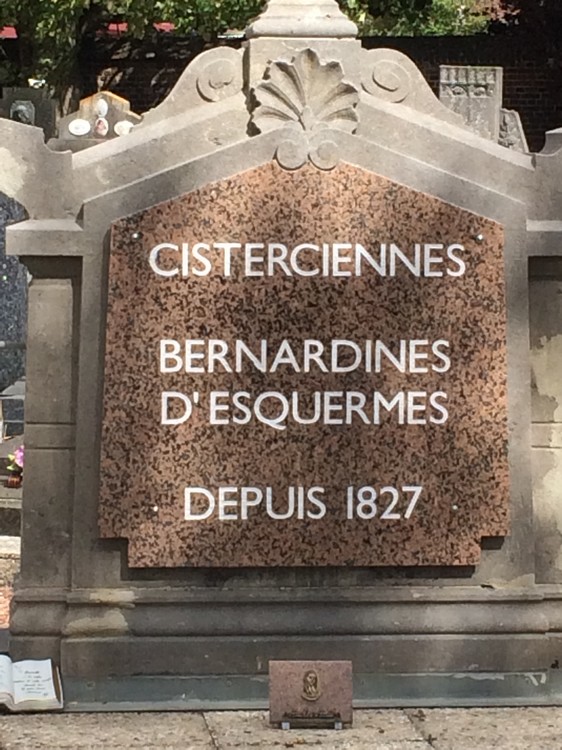 CISTERCIENNES
BERNARDINES
D'ESQUERMES
DEPUIS 1827